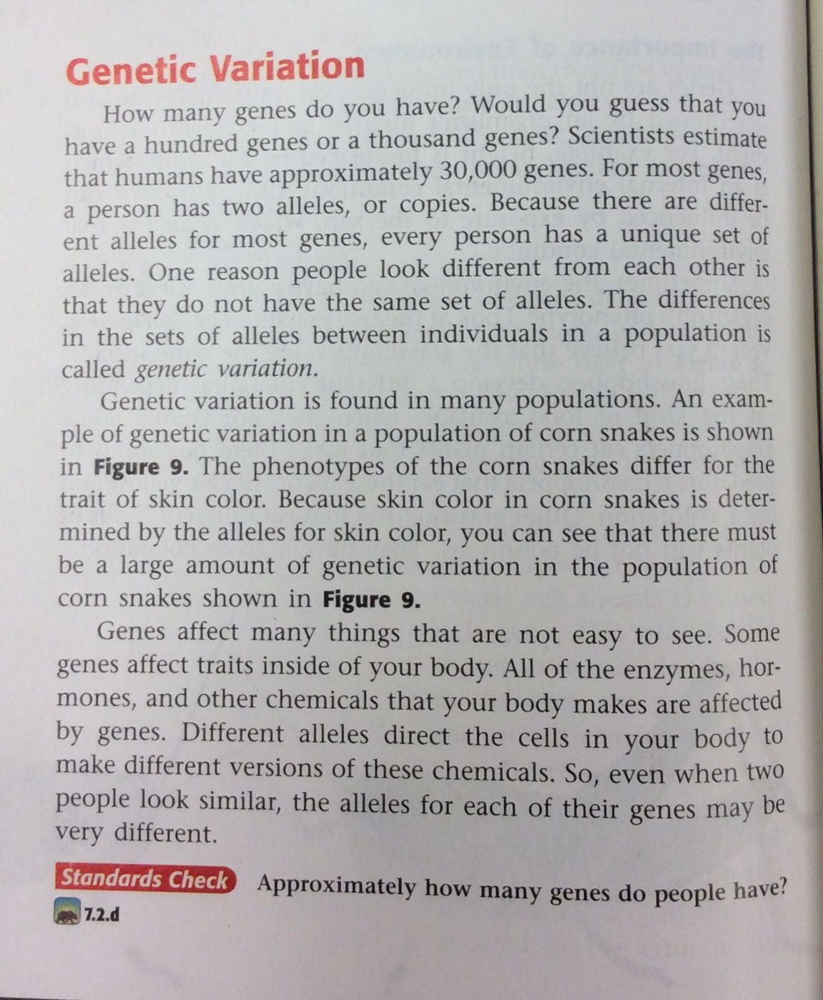 Genetic Variation
How many genes do you have? Would you guess that you
have a hundred genes or a thousand genes? Scientists estimate
that humans have approximately 30,000 genes. For most genes,
a person has two alleles, or copies. Because there are differ-
ent alleles for most genes, every person has a unique set of
alleles. One reason people look different from each other is
that they do not have the same set of alleles. The differences
in the sets of alleles between individuals in a population is
called genetic variation.
Genetic variation is found in many populations. An exam-
ple of genetic variation in a population of corn snakes is shown
in Figure 9. The phenotypes of the corn snakes differ for the
trait of skin color. Because skin color in corn snakes is deter-
mined by the alleles for skin color, you can see that there must
be a large amount of genetic variation in the population of
corn snakes shown in Figure 9.
Genes affect many things that are not easy to see. Some
genes affect traits inside of your body. All of the enzymes, hor-
mones, and other chemicals that your body makes are affected
by genes. Different alleles direct the cells in your body to
make different versions of these chemicals. So, even when two
people look similar, the alleles for each of their genes may be
very different.
Standards Check Approximately how many genes do people have?
7.2.d